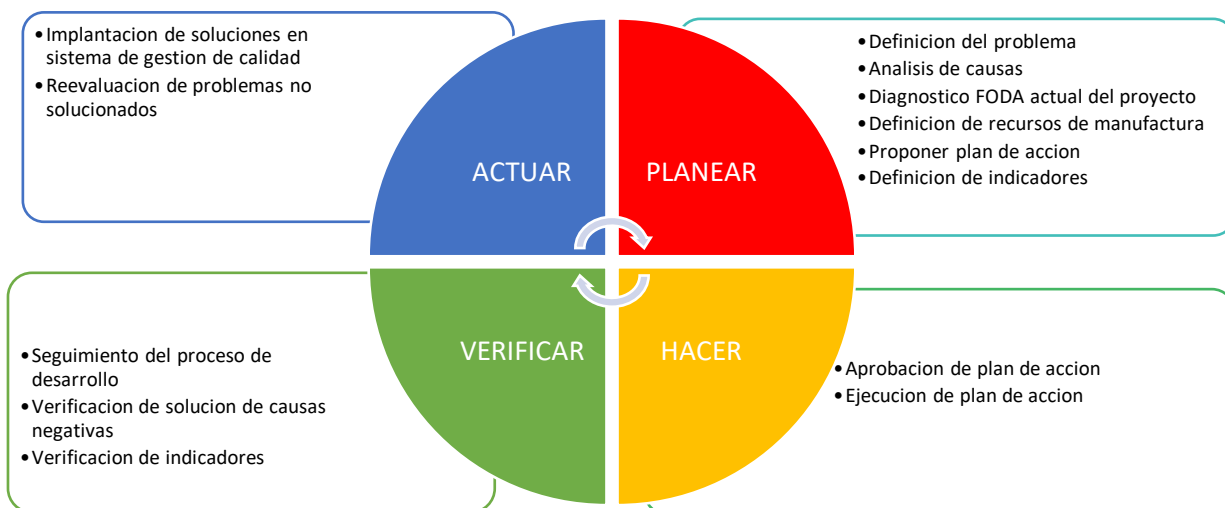 •Implantacion de soluciones en
sistema de gestion de calidad
•Reevaluacion de problemas no
solucionados
ACTUAR
PLANEAR
•Definicion del problema
•Analisis de causas
•Diagnostico FODA actual del proyecto
•Definicion de recursos de manufactura
•Proponer plan de accion
•Definicion de indicadores
•Seguimiento del proceso de
desarrollo
•Verificacion de solucion de causas
negativas
•Verificacion de indicadores
VERIFICAR
HACER
•Aprobacion de plan de accion
•Ejecucion de plan de accion